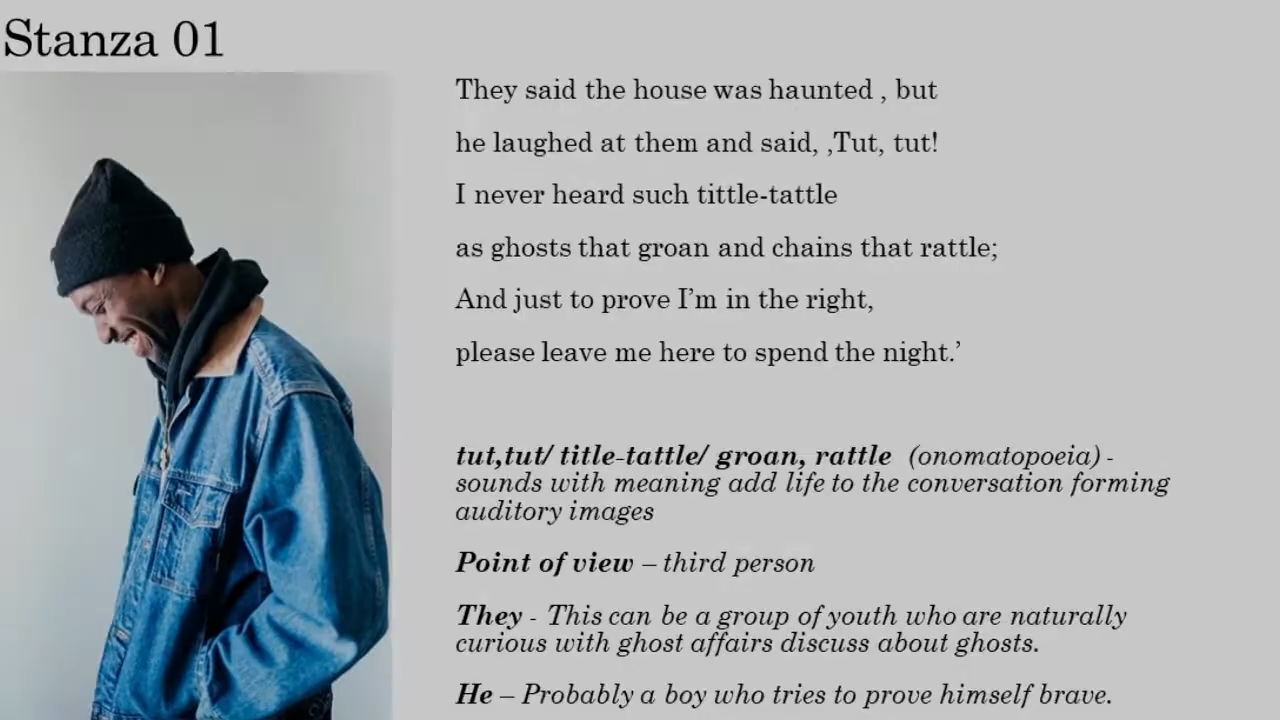 Stanza 01
They said the house was haunted , but
he laughed at them and said, ,Tut, tut!
I never heard such tittle-tattle
as ghosts that groan and chains that rattle;
And just to prove I’m in the right,
please leave me here to spend the night.’
tut,tut/ title-tattle/ groan, rattle (onomatopoeia) -
sounds with meaning add life to the conversation forming
auditory images
Point of view – third person
They - This can be a group of youth who are naturally
curious with ghost affairs discuss about ghosts.
He – Probably a boy who tries to prove himself brave.